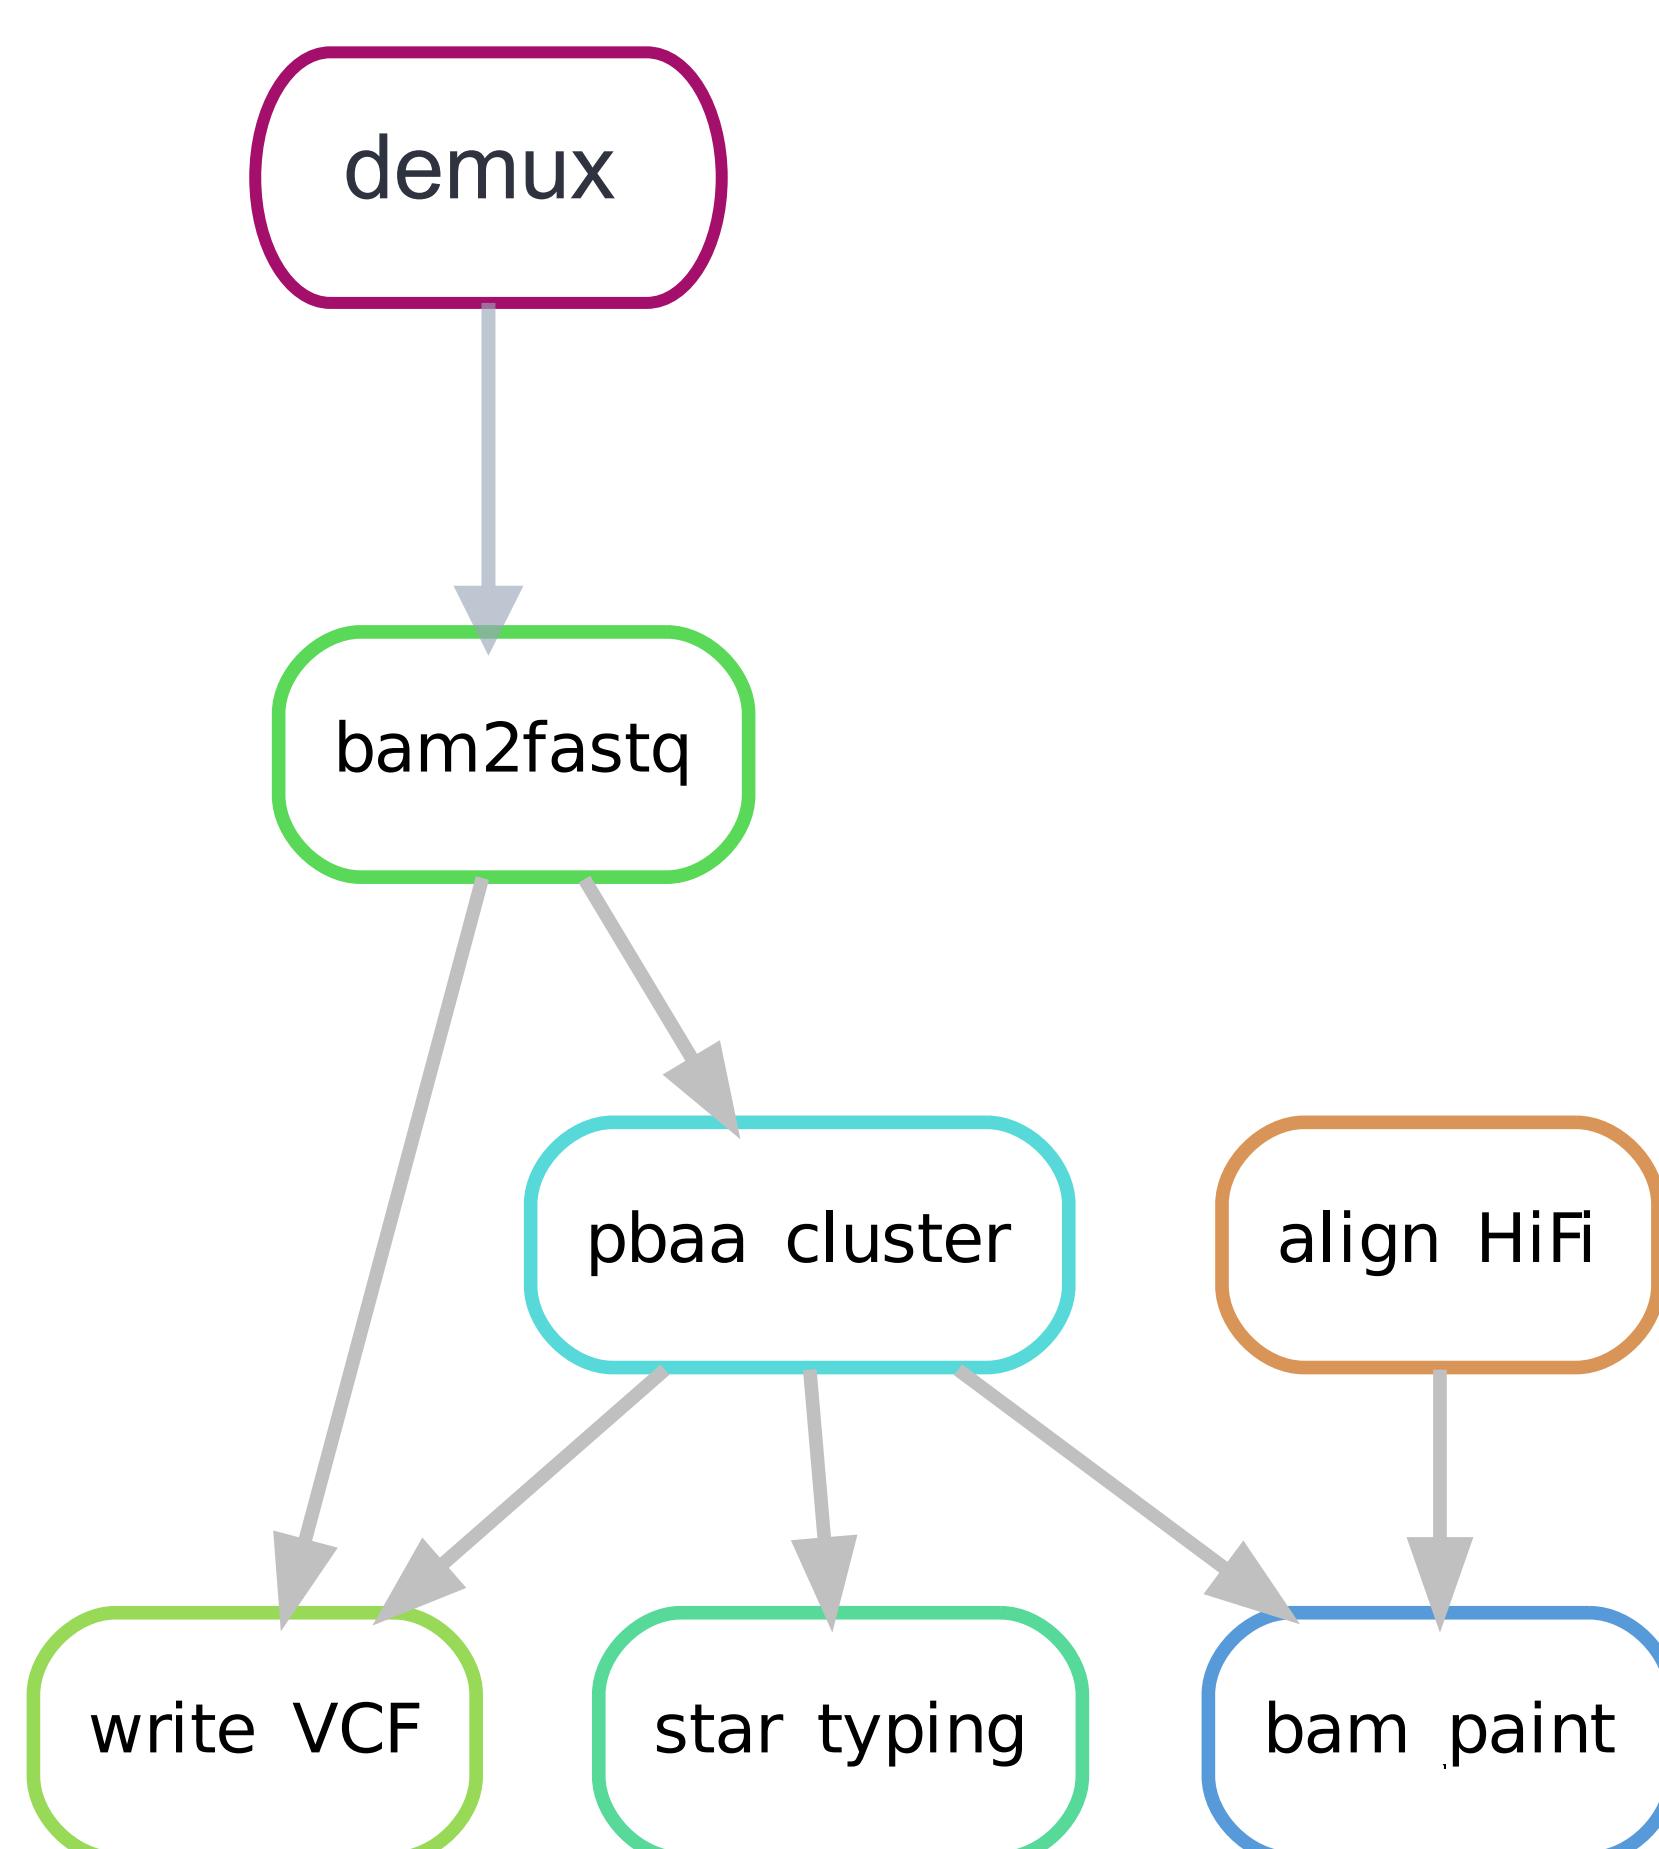 demux
bam2fastq
pbaa cluster
align HiFi
write VCF
star typing
bam paint